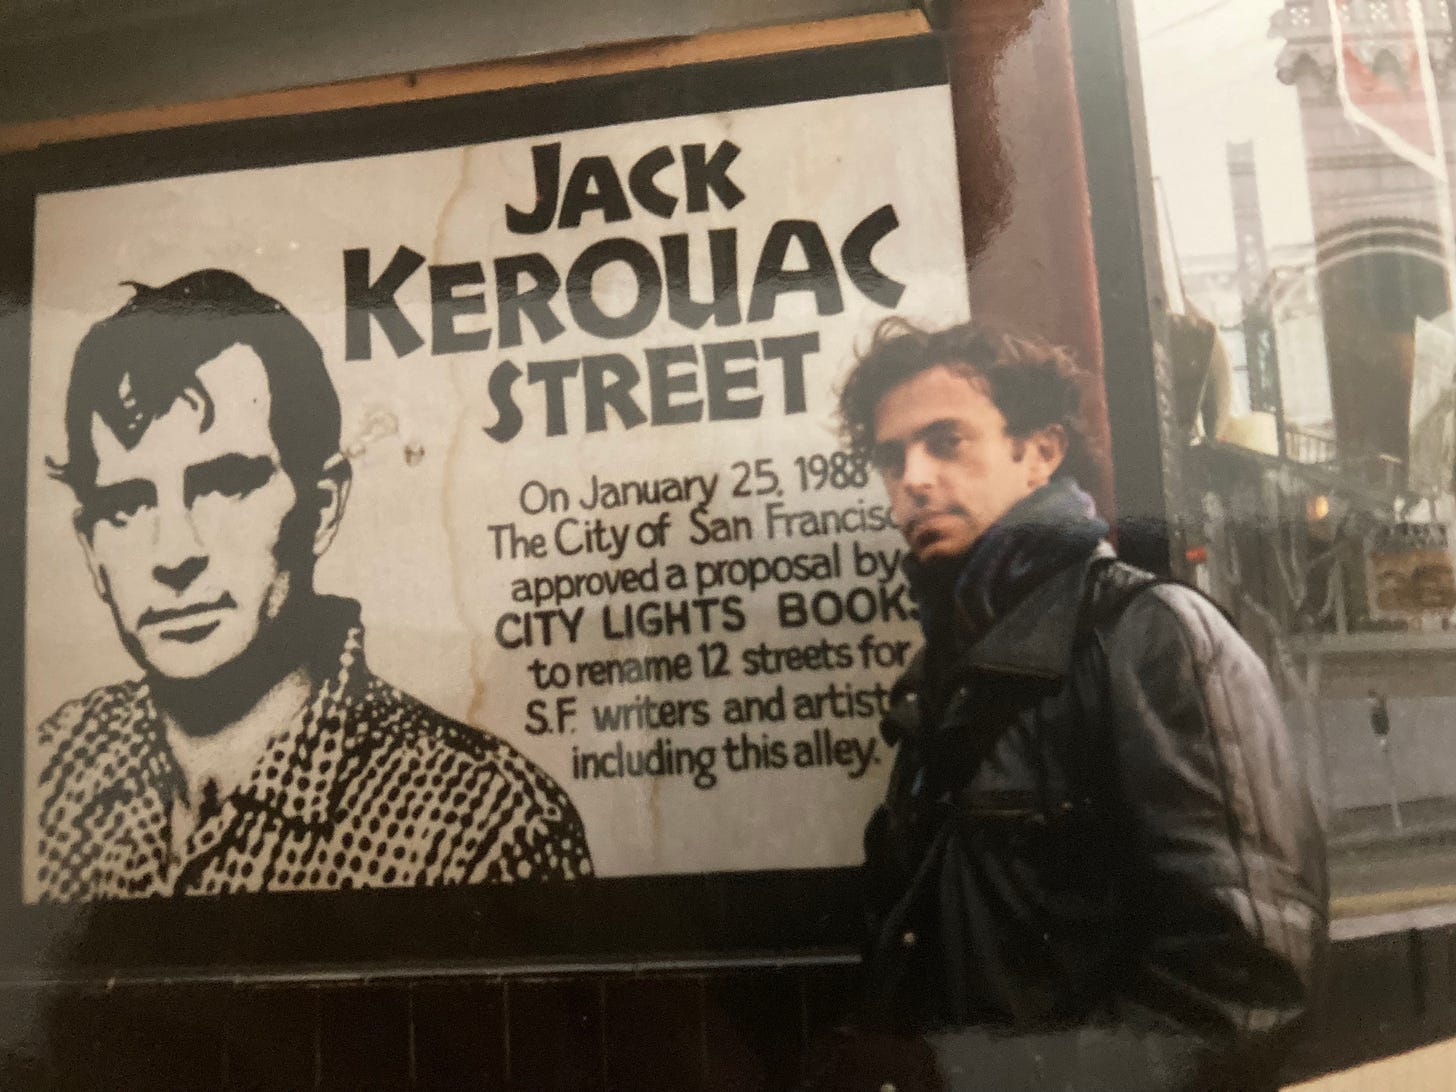 JACK
KEROUAC
STREET
On January 25, 1988
The City of San Francisc
approved a proposal by
CITY LIGHTS BOOKS
to rename 12 streets for
S.F. writers and artist
including this alley.